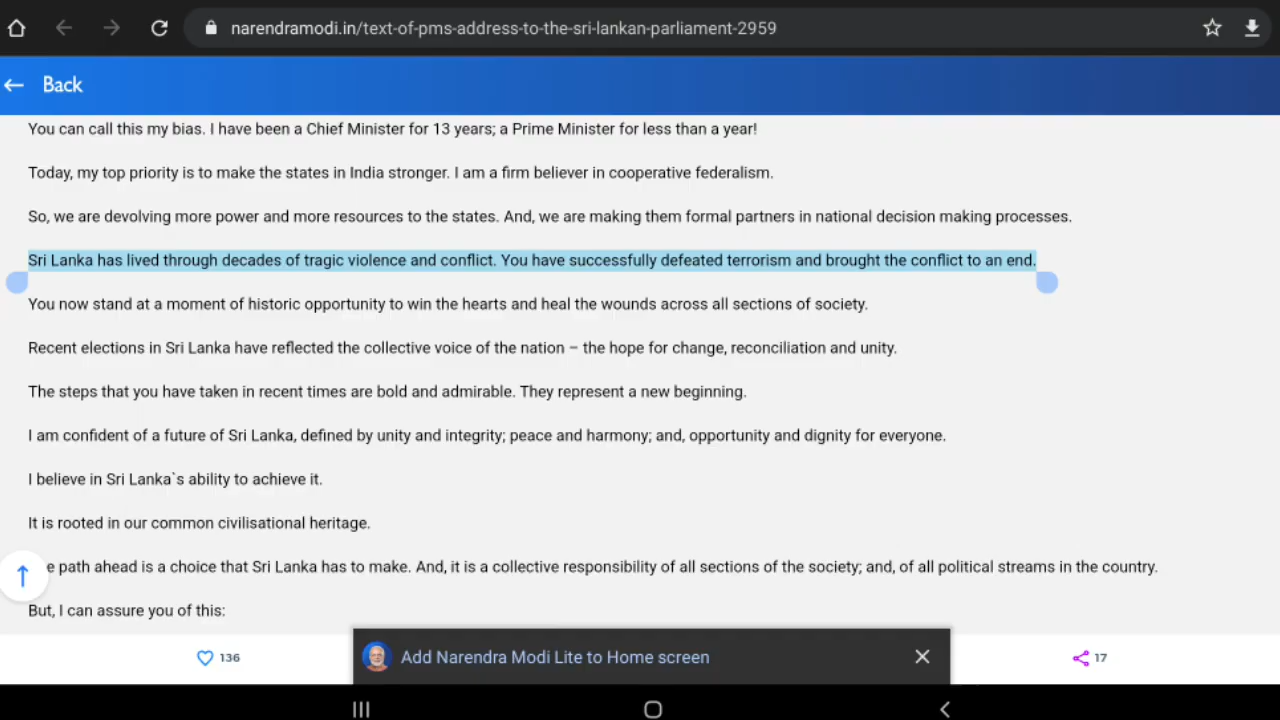 narendramodi.in/text-of-pms-address-to-the-sri-lankan-parliament-2959
Back
You can call this my bias. I have been a Chief Minister for 13 years; a Prime Minister for less than a year!
Today, my top priority is to make the states in India stronger. I am a firm believer in cooperative federalism.
So, we are devolving more power and more resources to the states. And, we are making them formal partners in national decision making processes.
Sri Lanka has lived through decades of tragic violence and conflict. You have successfully defeated terrorism and brought the conflict to an end.
You now stand at a moment of historic opportunity to win the hearts and heal the wounds across all sections of society.
Recent elections in Sri Lanka have reflected the collective voice of the nation – the hope for change, reconciliation and unity.
The steps that you have taken in recent times are bold and admirable. They represent a new beginning.
I am confident of a future of Sri Lanka, defined by unity and integrity; peace and harmony; and, opportunity and dignity for everyone.
I believe in Sri Lanka`s ability to achieve it.
It is rooted in our common civilisational heritage.
e path ahead is a choice that Sri Lanka has to make. And, it is a collective responsibility of all sections of the society; and, of all political streams in the country.
But, I can assure you of this:
136
Add Narendra Modi Lite to Home screen
17